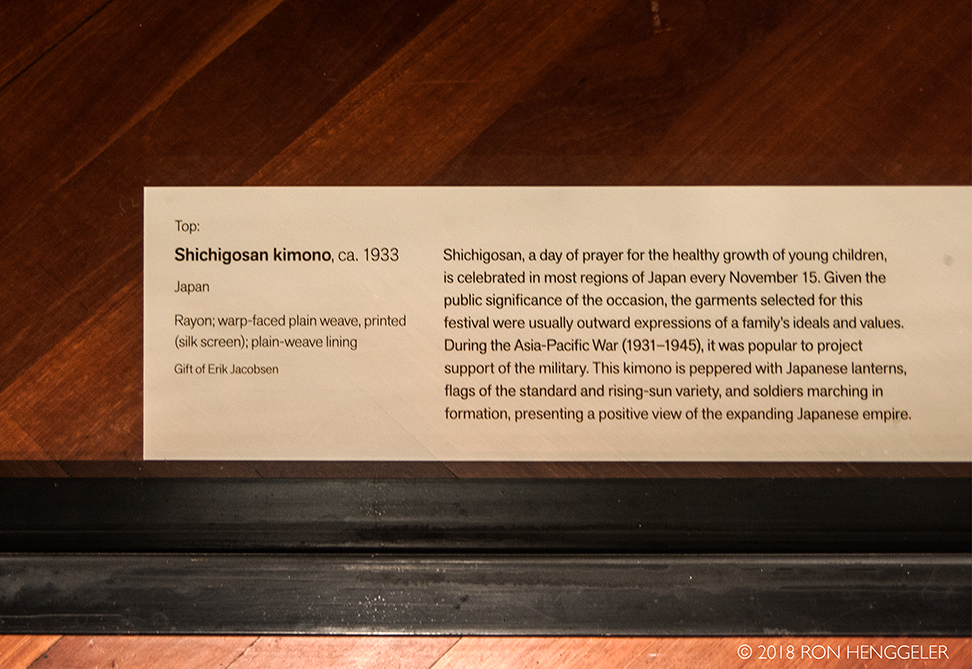 Top:
Shichigosan kimono, ca. 1933
Japan
Rayon; warp-faced plain weave, printed
(silk screen); plain-weave lining
Gift of Erik Jacobsen
Shichigosan, a day of prayer for the healthy growth of young children,
is celebrated in most regions of Japan every November 15. Given the
public significance of the occasion, the garments selected for this
festival were usually outward expressions of a family's ideals and values.
During the Asia-Pacific War (1931–1945), it was popular to project
support of the military. This kimono is peppered with Japanese lanterns,
flags of the standard and rising-sun variety, and soldiers marching in
formation, presenting a positive view of the expanding Japanese empire.
© 2018 RON HENGGELER